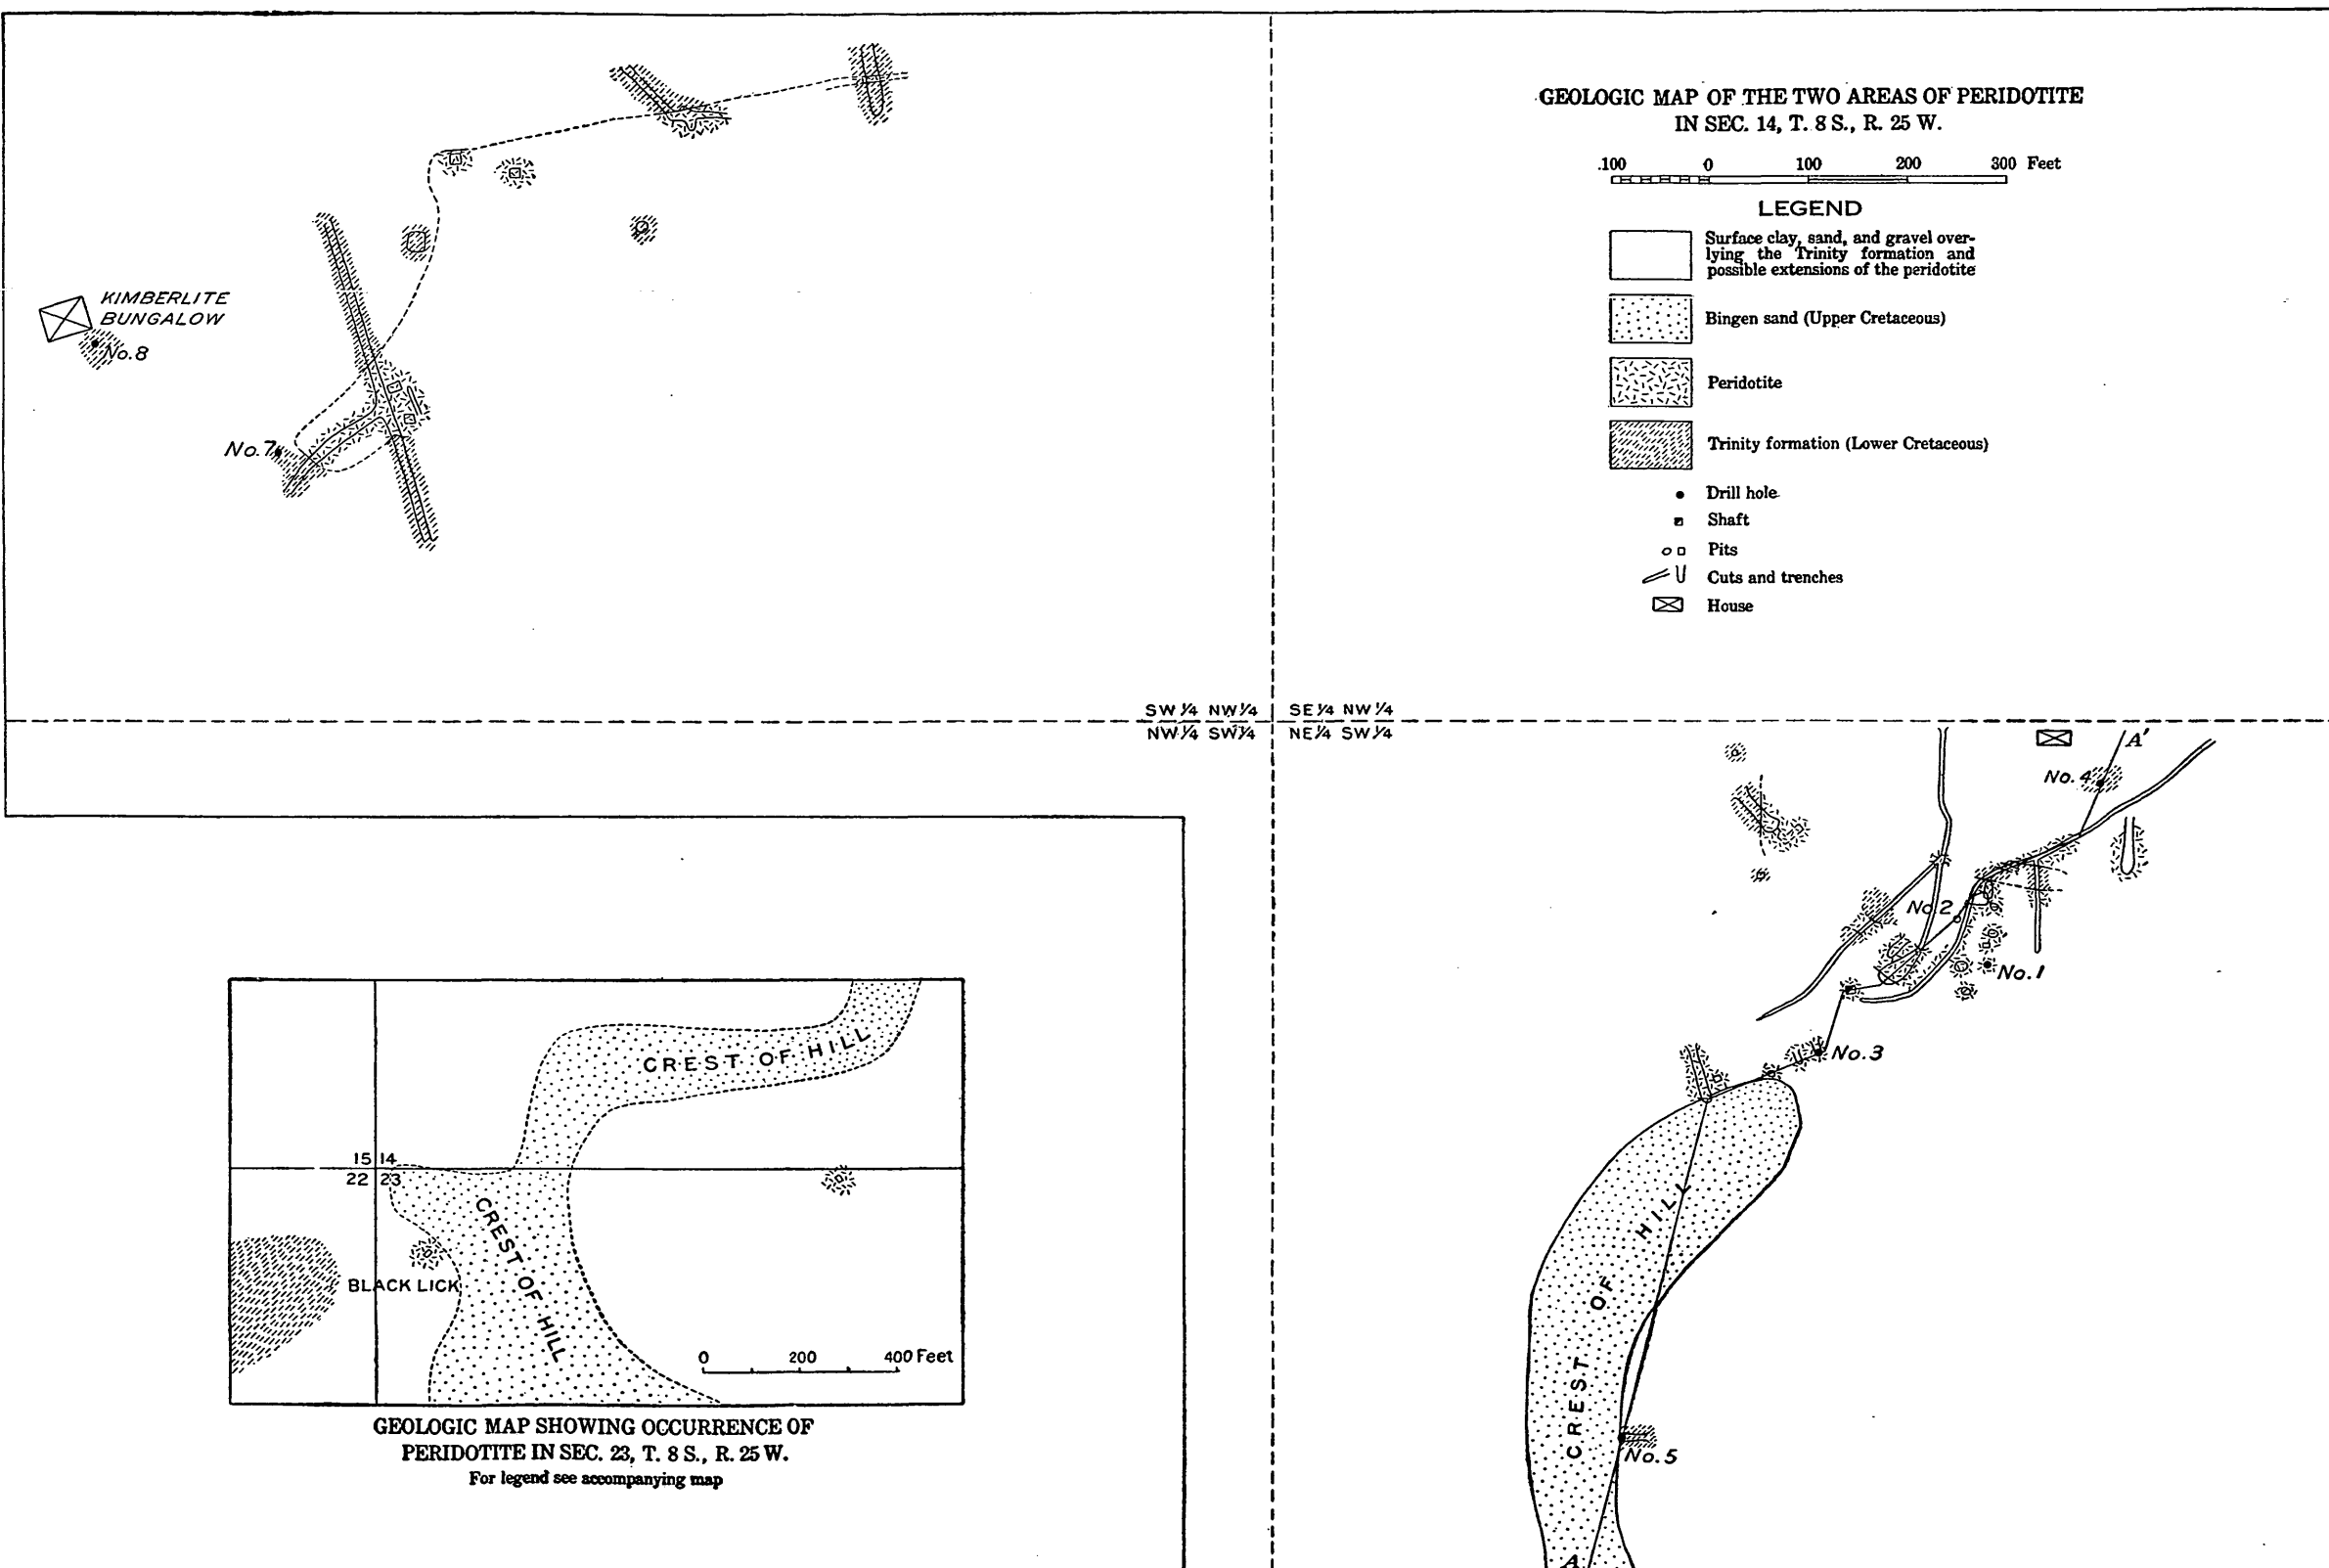 GEOLOGIC MAP OF THE TWO AREAS OF PERIDOTITE
IN SEC. 14, T. 8 S., R. 25 W.
100 0 100 200 300 Feet
LEGEND
Surface clay, sand, and gravel over-
lying the Trinity formation and
possible extensions of the peridotite
Bingen sand (Upper Cretaceous)
Peridotite
Trinity formation (Lower Cretaceous)
Drill hole
Shaft
Pits
Cuts and trenches
House
KIMBERLITE
BUNGALOW
No. 8
No. 7
SW 1/4 NW 1/4
SE 1/4 NW 1/4
NW 1/4 SW 1/4
NE 1/4 SW 1/4
A'
No. 4
No. 2
No. 1
No. 3
CREST OF HILL
No. 5
A
CREST OF HILL
15 14
22 23
CREST OF HILL
BLACK LICK
0 200 400 Feet
GEOLOGIC MAP SHOWING OCCURRENCE OF
PERIDOTITE IN SEC. 23, T. 8 S., R. 25 W.
For legend see accompanying map